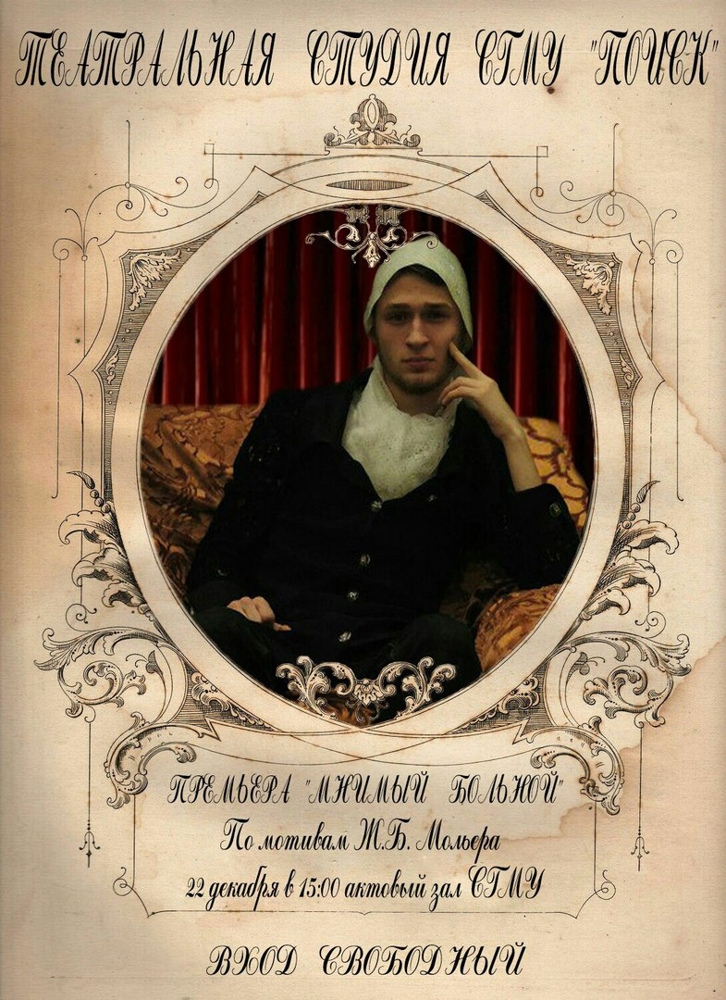 ТЕАТРАЛЬНАЯ СТУДИЯ СГМУ "ПОИСК"
ПРЕМЬЕРА "МНИМЫЙ БОЛЬНОЙ"
По мотивам Ж.Б. Мольера
22 декабря в 15:00 актовый зал СГМУ
ВХОД СВОБОДНЫЙ